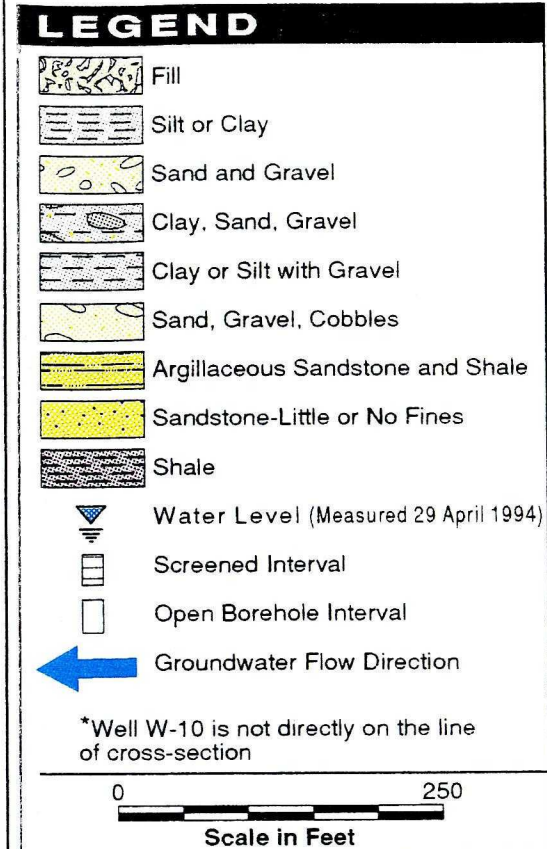 LEGEND
Fill
Silt or Clay
Sand and Gravel
Clay, Sand, Gravel
Clay or Silt with Gravel
Sand, Gravel, Cobbles
Argillaceous Sandstone and Shale
Sandstone-Little or No Fines
Shale
Water Level (Measured 29 April 1994)
Screened Interval
Open Borehole Interval
Groundwater Flow Direction
*Well W-10 is not directly on the line
of cross-section
0 250
Scale in Feet